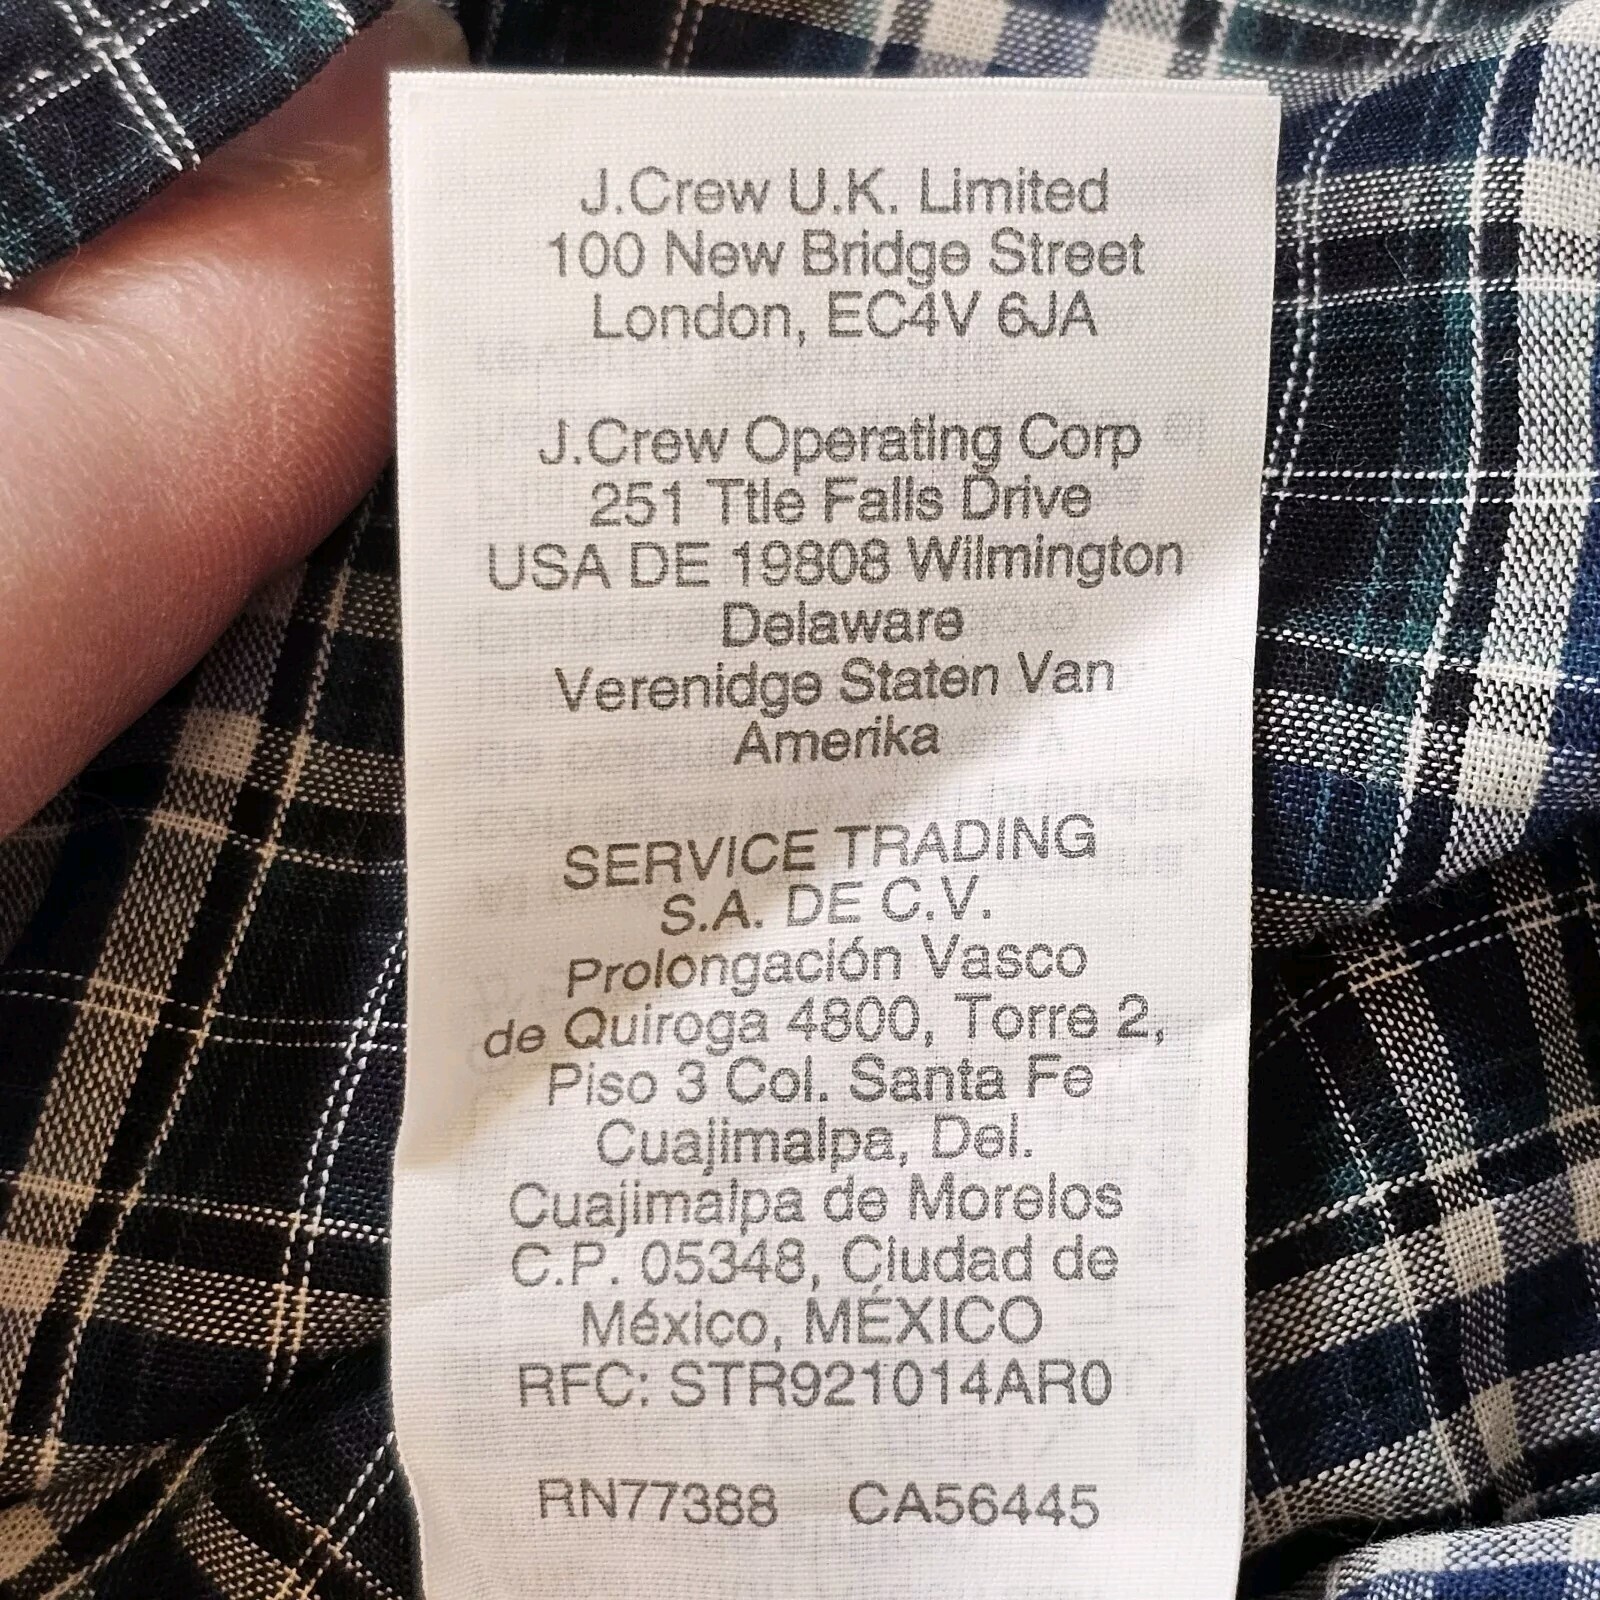 J.Crew U.K. Limited
100 New Bridge Street
London, EC4V 6JA
J.Crew Operating Corp
251 Ttle Falls Drive
USA DE 19808 Wilmington
Delaware
Verenidge Staten Van
Amerika
SERVICE TRADING
S.A. DE C.V.
Prolongación Vasco
de Quiroga 4800, Torre 2,
Piso 3 Col. Santa Fe
Cuajimalpa, Del.
Cuajimalpa de Morelos
C.P. 05348, Ciudad de
México, MÉXICO
RFC: STR921014AR0
RN77388 CA56445